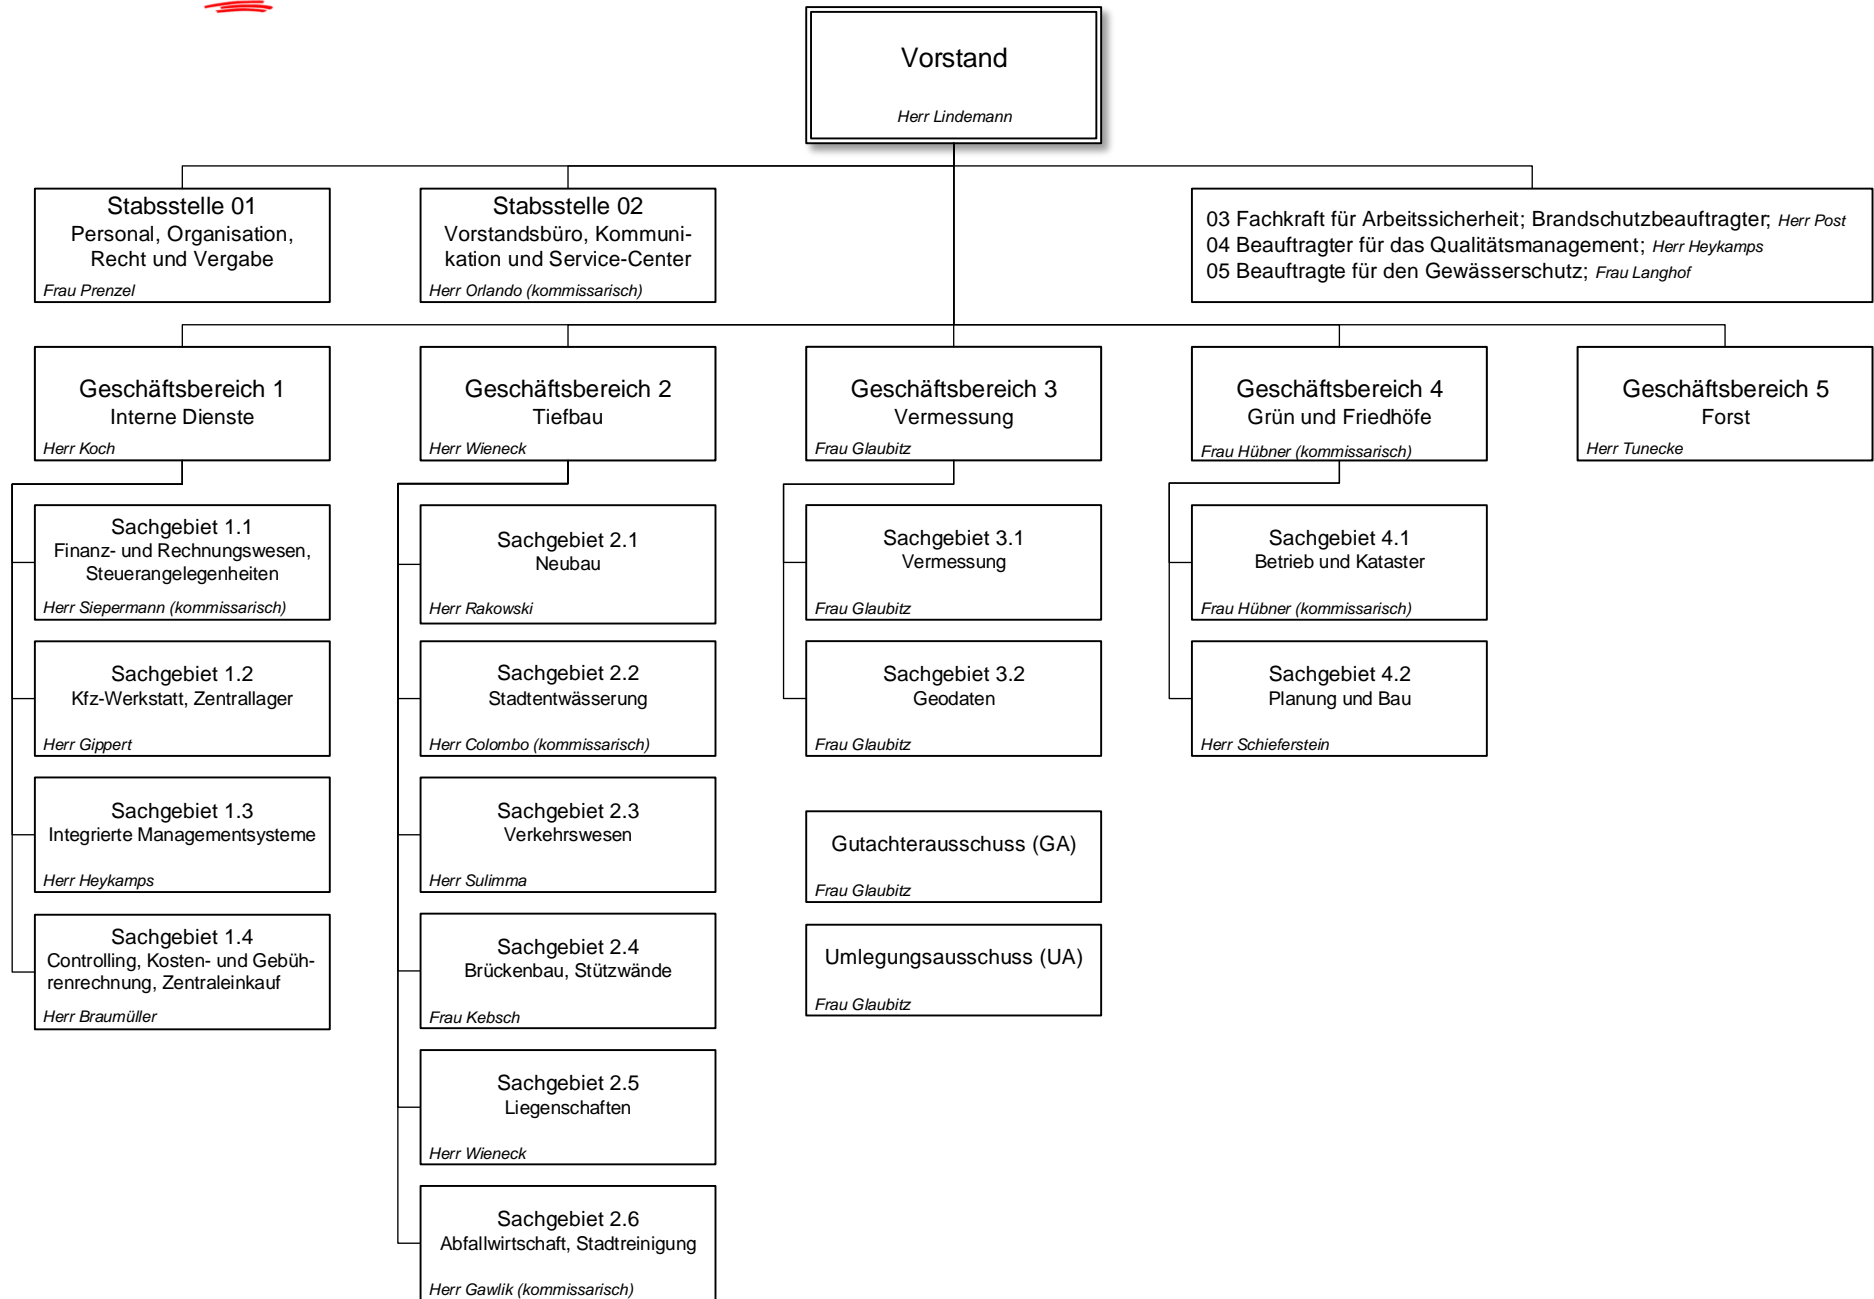 Vorstand
Herr Lindemann
Stabsstelle 01
Personal, Organisation,
Recht und Vergabe
Frau Prenzel
Stabsstelle 02
Vorstandsbüro, Kommuni-
kation und Service-Center
Herr Orlando (kommissarisch)
03 Fachkraft für Arbeitssicherheit; Brandschutzbeauftragter; Herr Post
04 Beauftragter für das Qualitätsmanagement; Herr Heykamps
05 Beauftragte für den Gewässerschutz; Frau Langhof
Geschäftsbereich 1
Interne Dienste
Herr Koch
Geschäftsbereich 2
Tiefbau
Herr Wieneck
Geschäftsbereich 3
Vermessung
Frau Glaubitz
Geschäftsbereich 4
Grün und Friedhöfe
Frau Hübner (kommissarisch)
Geschäftsbereich 5
Forst
Herr Tunecke
Sachgebiet 1.1
Finanz- und Rechnungswesen,
Steuerangelegenheiten
Herr Siepermann (kommissarisch)
Sachgebiet 1.2
Kfz-Werkstatt, Zentrallager
Herr Gippert
Sachgebiet 1.3
Integrierte Managementsysteme
Herr Heykamps
Sachgebiet 1.4
Controlling, Kosten- und Gebüh-
renrechnung, Zentraleinkauf
Herr Braumüller
Sachgebiet 2.1
Neubau
Herr Rakowski
Sachgebiet 2.2
Stadtentwässerung
Herr Colombo (kommissarisch)
Sachgebiet 2.3
Verkehrswesen
Herr Sulimma
Sachgebiet 2.4
Brückenbau, Stützwände
Frau Kebsch
Sachgebiet 2.5
Liegenschaften
Herr Wieneck
Sachgebiet 2.6
Abfallwirtschaft, Stadtreinigung
Herr Gawlik (kommissarisch)
Sachgebiet 3.1
Vermessung
Frau Glaubitz
Sachgebiet 3.2
Geodaten
Frau Glaubitz
Gutachterausschuss (GA)
Frau Glaubitz
Umlegungsausschuss (UA)
Frau Glaubitz
Sachgebiet 4.1
Betrieb und Kataster
Frau Hübner (kommissarisch)
Sachgebiet 4.2
Planung und Bau
Herr Schieferstein